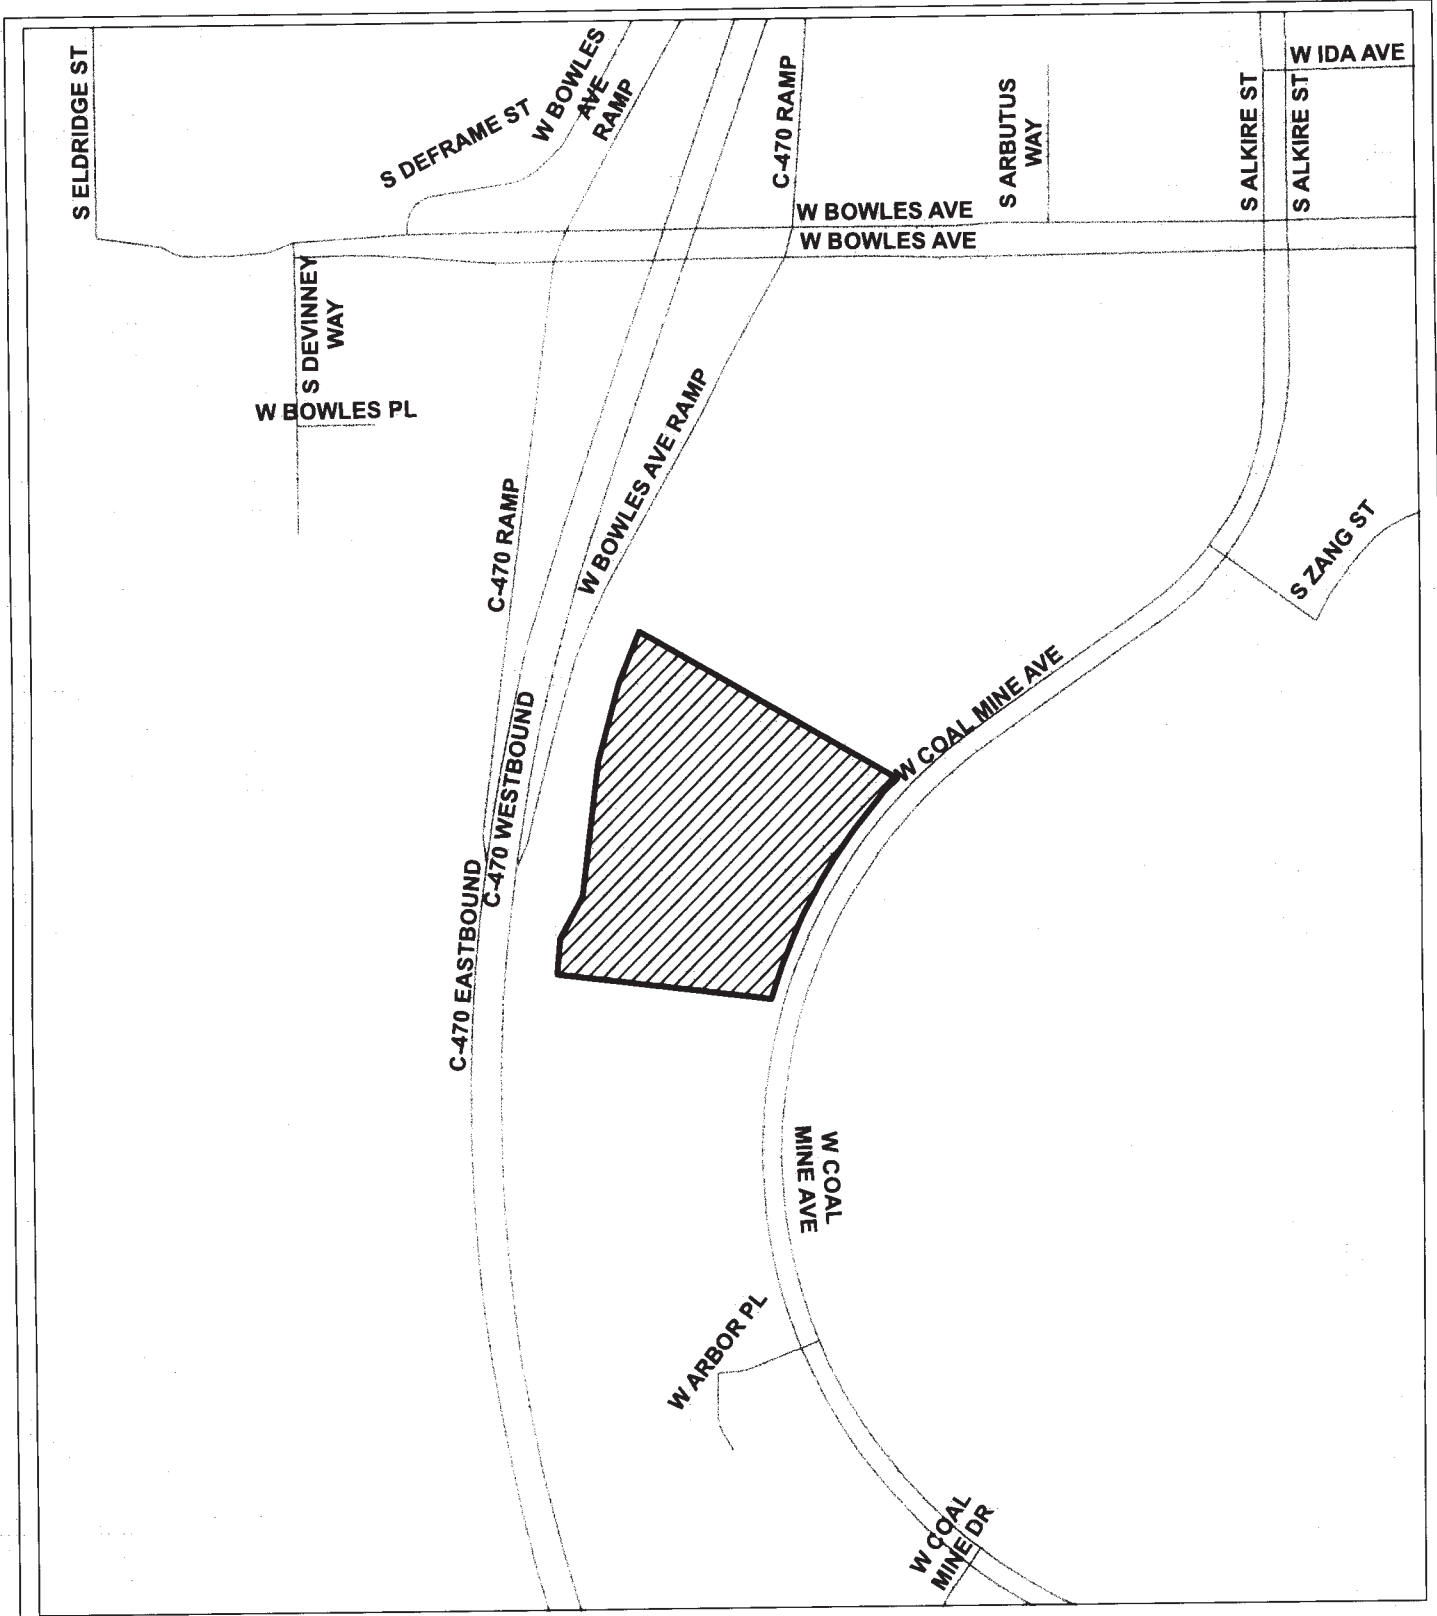 S ELDRIDGE ST
S DEFRAME ST
W BOWLES
AVE
RAMP
C-470 RAMP
S ARBUTUS
WAY
S ALKIRE ST
S ALKIRE ST
W IDA AVE
W BOWLES AVE
W BOWLES AVE
S DEVINNEY
WAY
W BOWLES PL
C-470 RAMP
W BOWLES AVE RAMP
S ZANG ST
W COAL MINE AVE
C-470 WESTBOUND
C-470 EASTBOUND
W COAL
MINE AVE
W ARBOR PL
W COAL
MINE DR